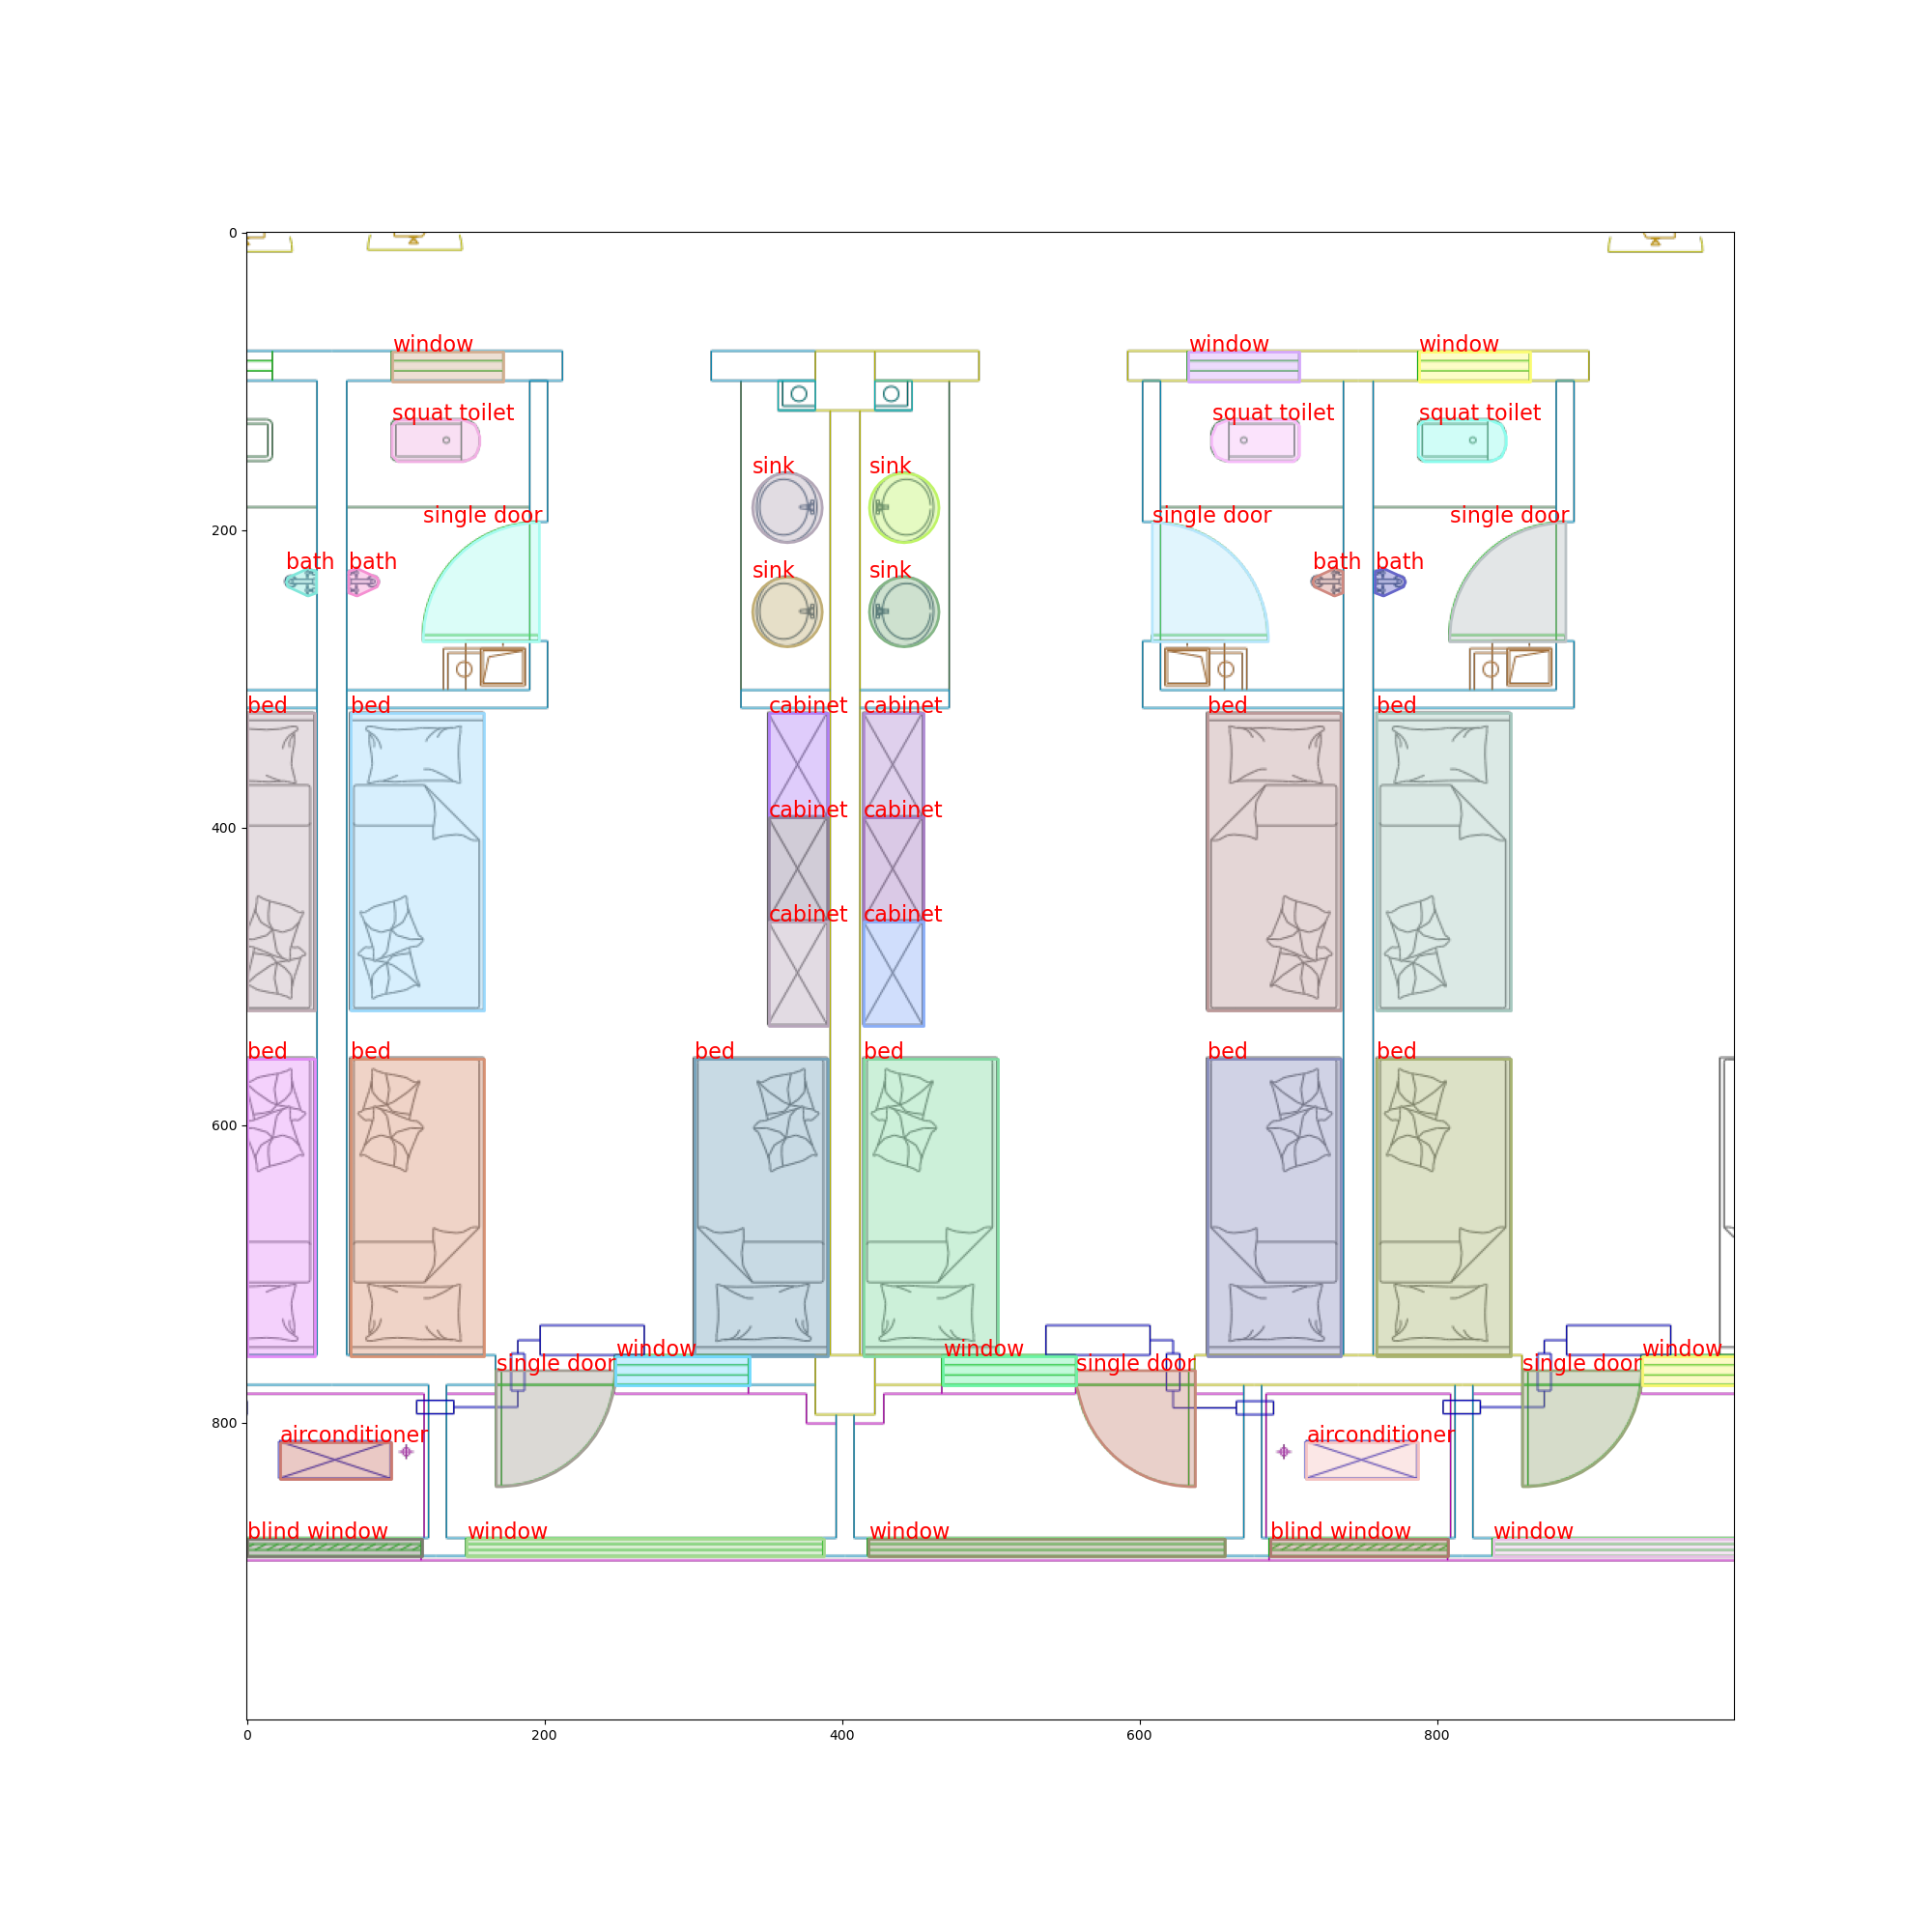 0
window
window
window
squat toilet
squat toilet
squat toilet
sink
sink
single door
single door
single door
200
bath
bath
bath
bath
sink
sink
bed
bed
cabinet
cabinet
bed
bed
cabinet
cabinet
400
cabinet
cabinet
bed
bed
bed
bed
bed
bed
600
window
window
window
single door
single door
single door
800
airconditioner
airconditioner
blind window
window
window
blind window
window
0
200
400
600
800